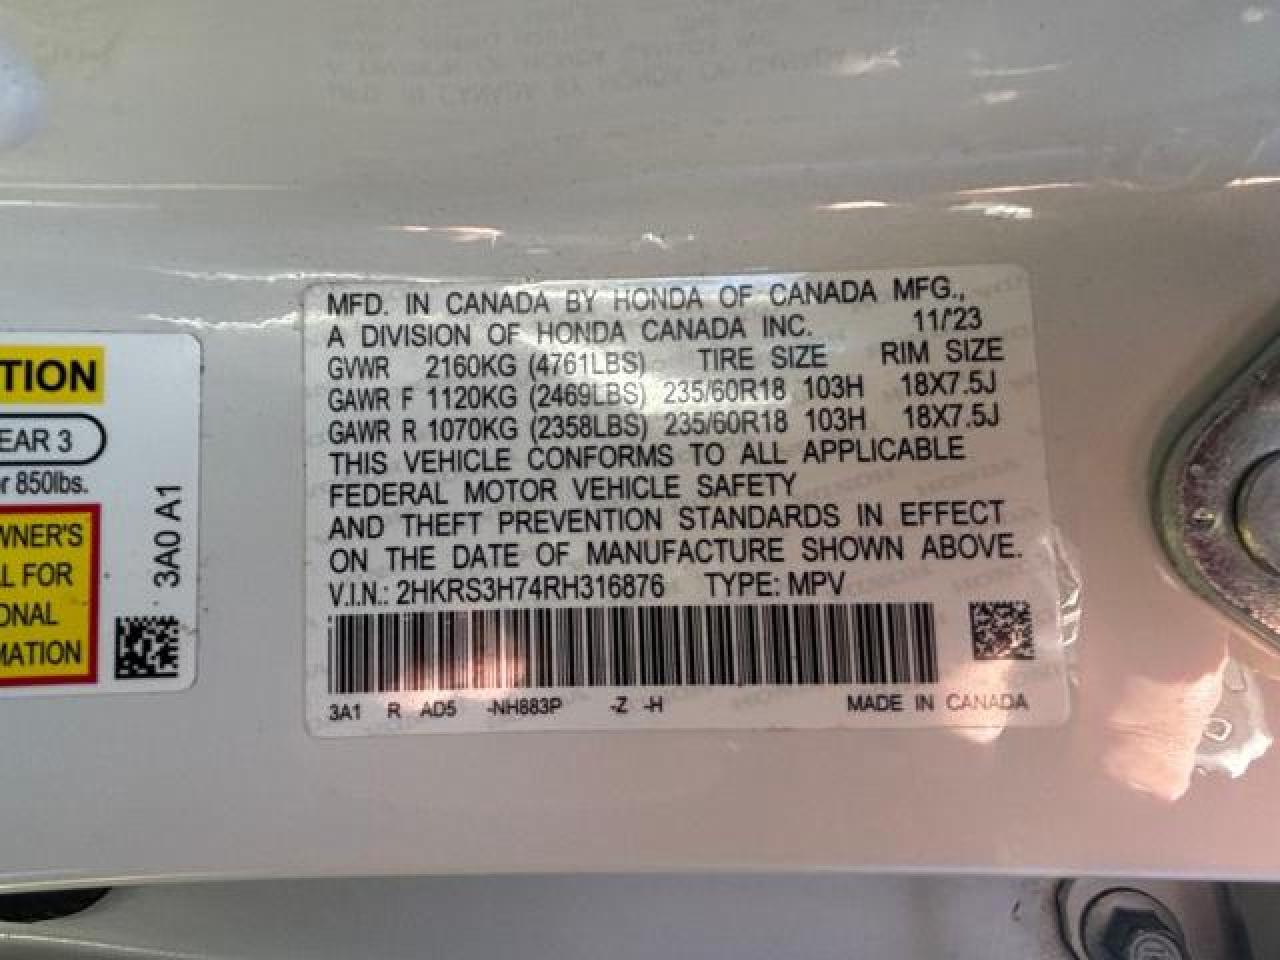 TION
EAR 3
r 850lbs.
WNER'S
L FOR
ONAL
MATION
3A0 A1
MFD. IN CANADA BY HONDA OF CANADA MFG.,
A DIVISION OF HONDA CANADA INC. 11/'23
GVWR 2160KG (4761LBS) TIRE SIZE RIM SIZE
GAWR F 1120KG (2469LBS) 235/60R18 103H 18X7.5J
GAWR R 1070KG (2358LBS) 235/60R18 103H 18X7.5J
THIS VEHICLE CONFORMS TO ALL APPLICABLE
FEDERAL MOTOR VEHICLE SAFETY
AND THEFT PREVENTION STANDARDS IN EFFECT
ON THE DATE OF MANUFACTURE SHOWN ABOVE.
V.I.N.: 2HKRS3H74RH316876 TYPE: MPV
3A1 R AD5 -NH883P -Z -H MADE IN CANADA